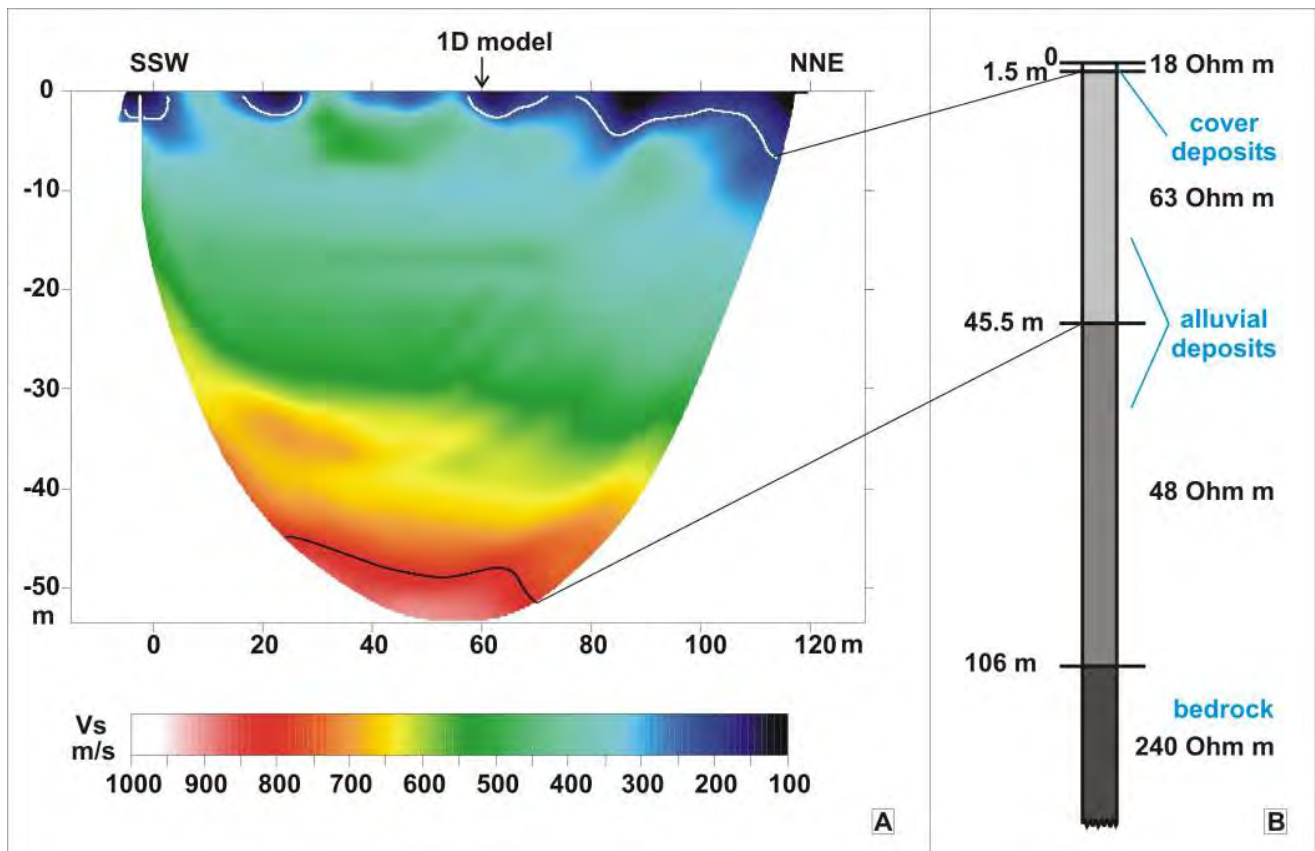 1D model
SSW
NNE
0
-10
-20
-30
-40
-50
m
0 20 40 60 80 100 120 m
Vs
m/s
1000 900 800 700 600 500 400 300 200 100
A
0
1.5 m
18 Ohm m
cover
deposits
63 Ohm m
45.5 m
alluvial
deposits
48 Ohm m
106 m
bedrock
240 Ohm m
B